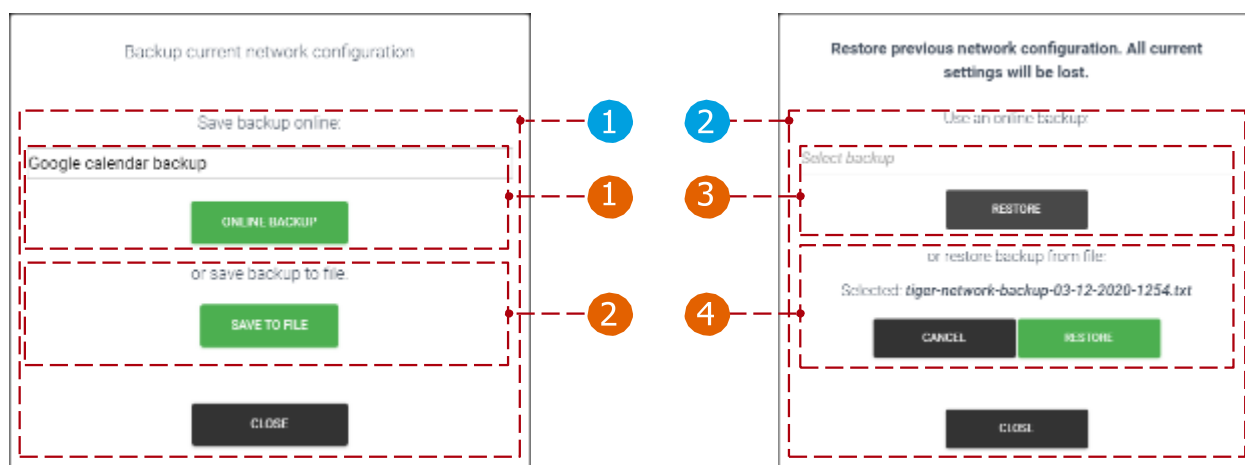 Backup current network configuration
Save backup online:
1
Google calendar backup
1
ONLINE BACKUP
or save backup to file:
SAVE TO FILE
2
CLOSE
Restore previous network configuration. All current
settings will be lost.
2
Use an online backup:
Select backup
3
RESTORE
or restore backup from file:
Selected: tiger-network-backup-03-12-2020-1254.txt
4
CANCEL RESTORE
CLOSE